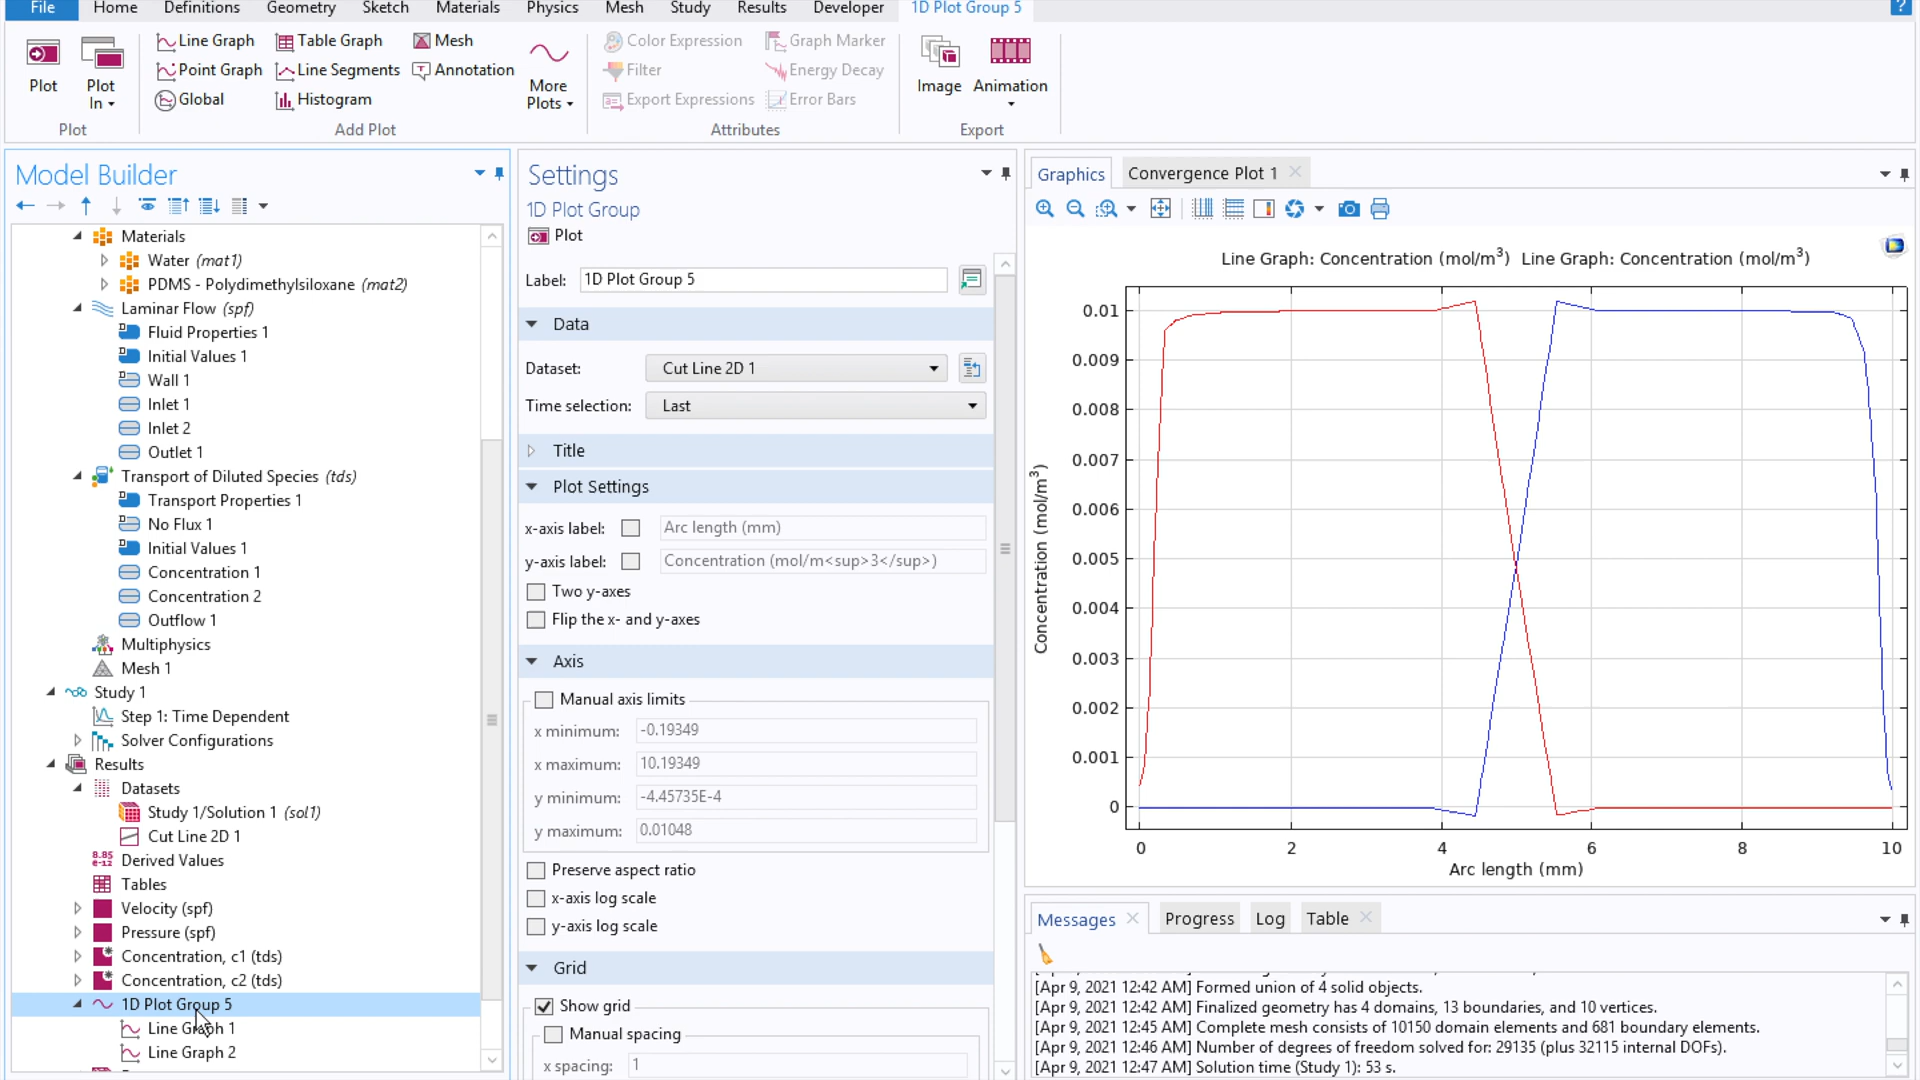 File Home Definitions Geometry Sketch Materials Physics Mesh Study Results Developer 1D Plot Group 5 ?
Line Graph Table Graph Mesh Color Expression Graph Marker
Plot Plot In Point Graph Line Segments Annotation More Plots Filter Energy Decay Image Animation
Global Histogram Export Expressions Error Bars
Plot Add Plot Attributes Export
Model Builder
Materials
Water (mat1)
PDMS - Polydimethylsiloxane (mat2)
Laminar Flow (spf)
Fluid Properties 1
Initial Values 1
Wall 1
Inlet 1
Inlet 2
Outlet 1
Transport of Diluted Species (tds)
Transport Properties 1
No Flux 1
Initial Values 1
Concentration 1
Concentration 2
Outflow 1
Multiphysics
Mesh 1
Study 1
Step 1: Time Dependent
Solver Configurations
Results
Datasets
Study 1/Solution 1 (sol1)
Cut Line 2D 1
8.85
e-12 Derived Values
Tables
Velocity (spf)
Pressure (spf)
Concentration, c1 (tds)
Concentration, c2 (tds)
1D Plot Group 5
Line Graph 1
Line Graph 2
Settings
1D Plot Group
Plot
Label: 1D Plot Group 5
Data
Dataset: Cut Line 2D 1
Time selection: Last
Title
Plot Settings
x-axis label: Arc length (mm)
y-axis label: Concentration (mol/m<sup>3</sup>)
Two y-axes
Flip the x- and y-axes
Axis
Manual axis limits
x minimum: -0.19349
x maximum: 10.19349
y minimum: -4.45735E-4
y maximum: 0.01048
Preserve aspect ratio
x-axis log scale
y-axis log scale
Grid
Show grid
Manual spacing
x spacing: 1
Graphics Convergence Plot 1
Line Graph: Concentration (mol/m³) Line Graph: Concentration (mol/m³)
Concentration (mol/m³)
0.01
0.009
0.008
0.007
0.006
0.005
0.004
0.003
0.002
0.001
0
0 2 4 6 8 10
Arc length (mm)
Messages Progress Log Table
[Apr 9, 2021 12:42 AM] Formed union of 4 solid objects.
[Apr 9, 2021 12:42 AM] Finalized geometry has 4 domains, 13 boundaries, and 10 vertices.
[Apr 9, 2021 12:45 AM] Complete mesh consists of 10150 domain elements and 681 boundary elements.
[Apr 9, 2021 12:46 AM] Number of degrees of freedom solved for: 29135 (plus 32115 internal DOFs).
[Apr 9, 2021 12:47 AM] Solution time (Study 1): 53 s.